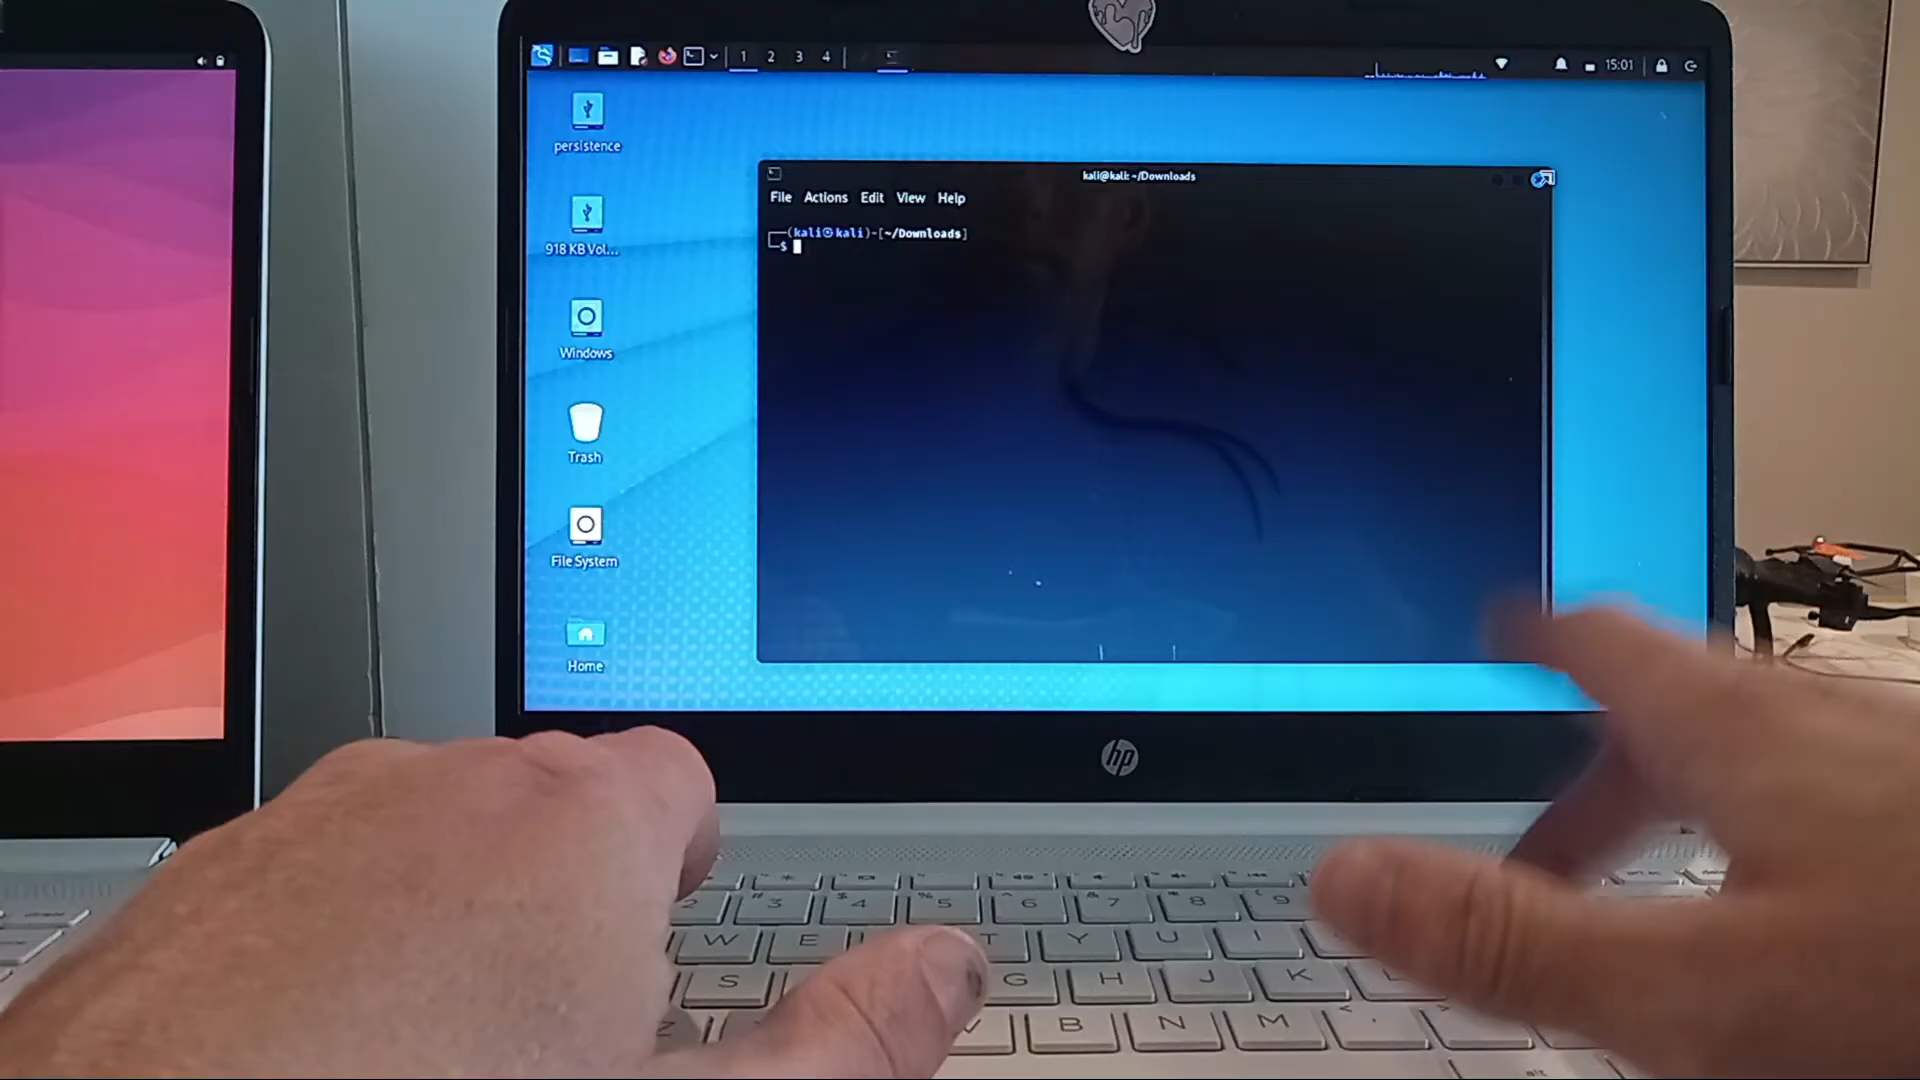 1 2 3 4
15:01
persistence
918 KB Vol...
Windows
Trash
File System
Home
kali@kali: ~/Downloads
File Actions Edit View Help
(kali㉿kali)-[~/Downloads]
$
hp
2 #3 $4 %5 ^6 &7 *8 (9
W E T Y U I
S G H J K L
Z V B N M < >
alt